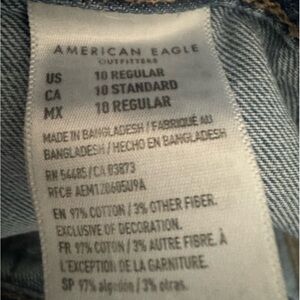 AMERICAN EAGLE
OUTFITTERS
US 10 REGULAR
CA 10 STANDARD
MX 10 REGULAR
MADE IN BANGLADESH / FABRIQUÉ AU
BANGLADESH / HECHO EN BANGLADESH
RN 54485 / CA 03873
RFC# AEM120605U9A
EN 97% COTTON / 3% OTHER FIBER.
EXCLUSIVE OF DECORATION.
FR 97% COTON / 3% AUTRE FIBRE. À
L'EXCEPTION DE LA GARNITURE.
SP 97% algodón / 3% otras.